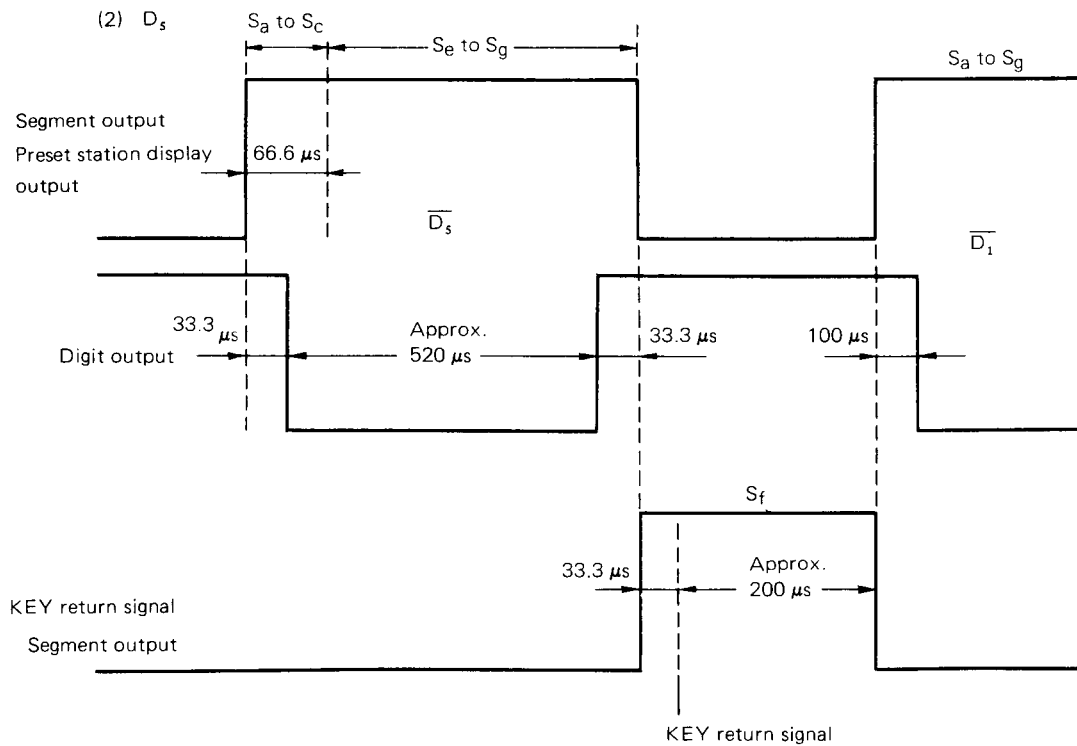 (2) Ds
Sa to Sc
Se to Sg
Sa to Sg
Segment output
Preset station display
output
66.6 μs
D̅s̅
D̅1̅
33.3 μs
Approx.
520 μs
33.3 μs
100 μs
Digit output
Sf
33.3 μs
Approx.
200 μs
KEY return signal
Segment output
KEY return signal